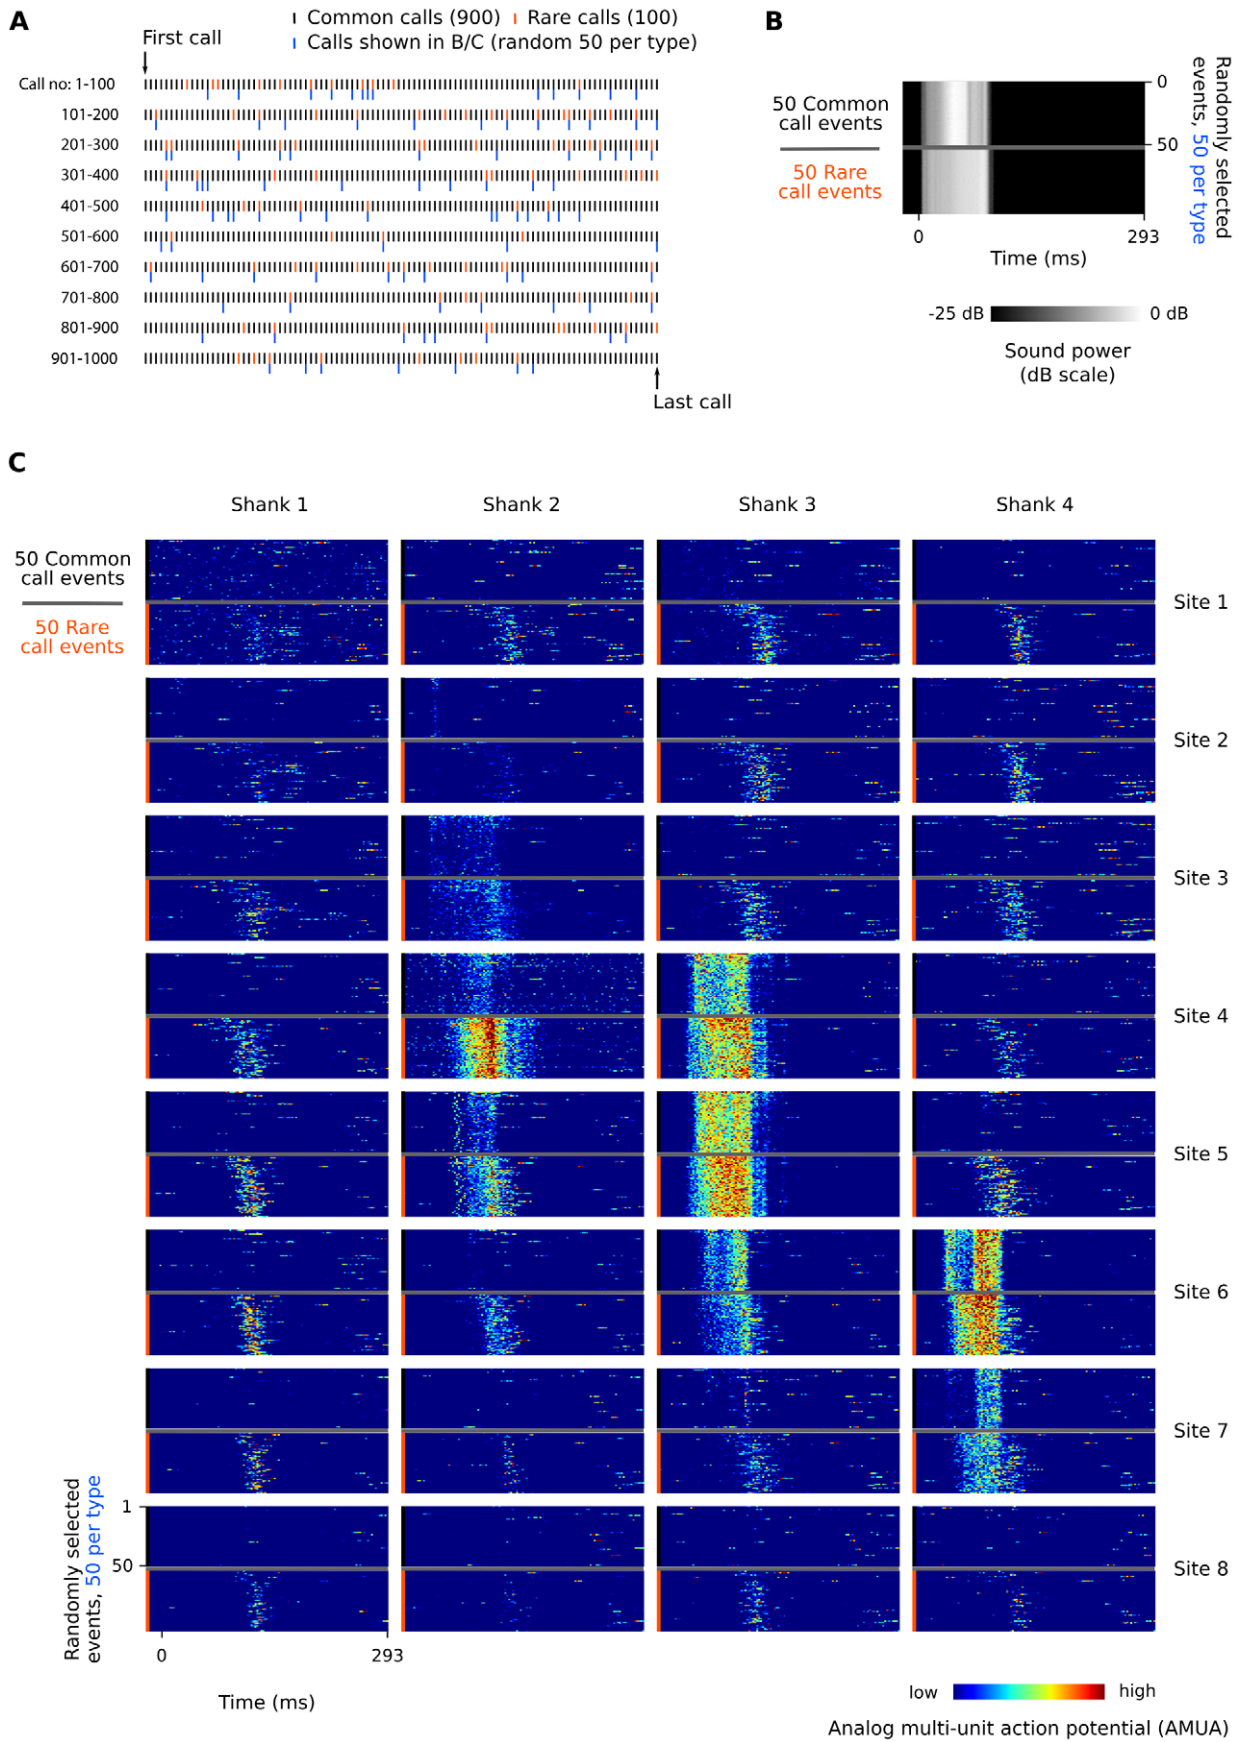 A
Common calls (900)
Rare calls (100)
Calls shown in B/C (random 50 per type)
First call
Call no: 1-100
101-200
201-300
301-400
401-500
501-600
601-700
701-800
801-900
901-1000
Last call
B
50 Common
call events
50 Rare
call events
0
50
Randomly selected
events, 50 per type
0
293
Time (ms)
-25 dB
0 dB
Sound power
(dB scale)
C
Shank 1
Shank 2
Shank 3
Shank 4
50 Common
call events
50 Rare
call events
Site 1
Site 2
Site 3
Site 4
Site 5
Site 6
Site 7
Site 8
Randomly selected
events, 50 per type
1
50
0
293
Time (ms)
low
high
Analog multi-unit action potential (AMUA)